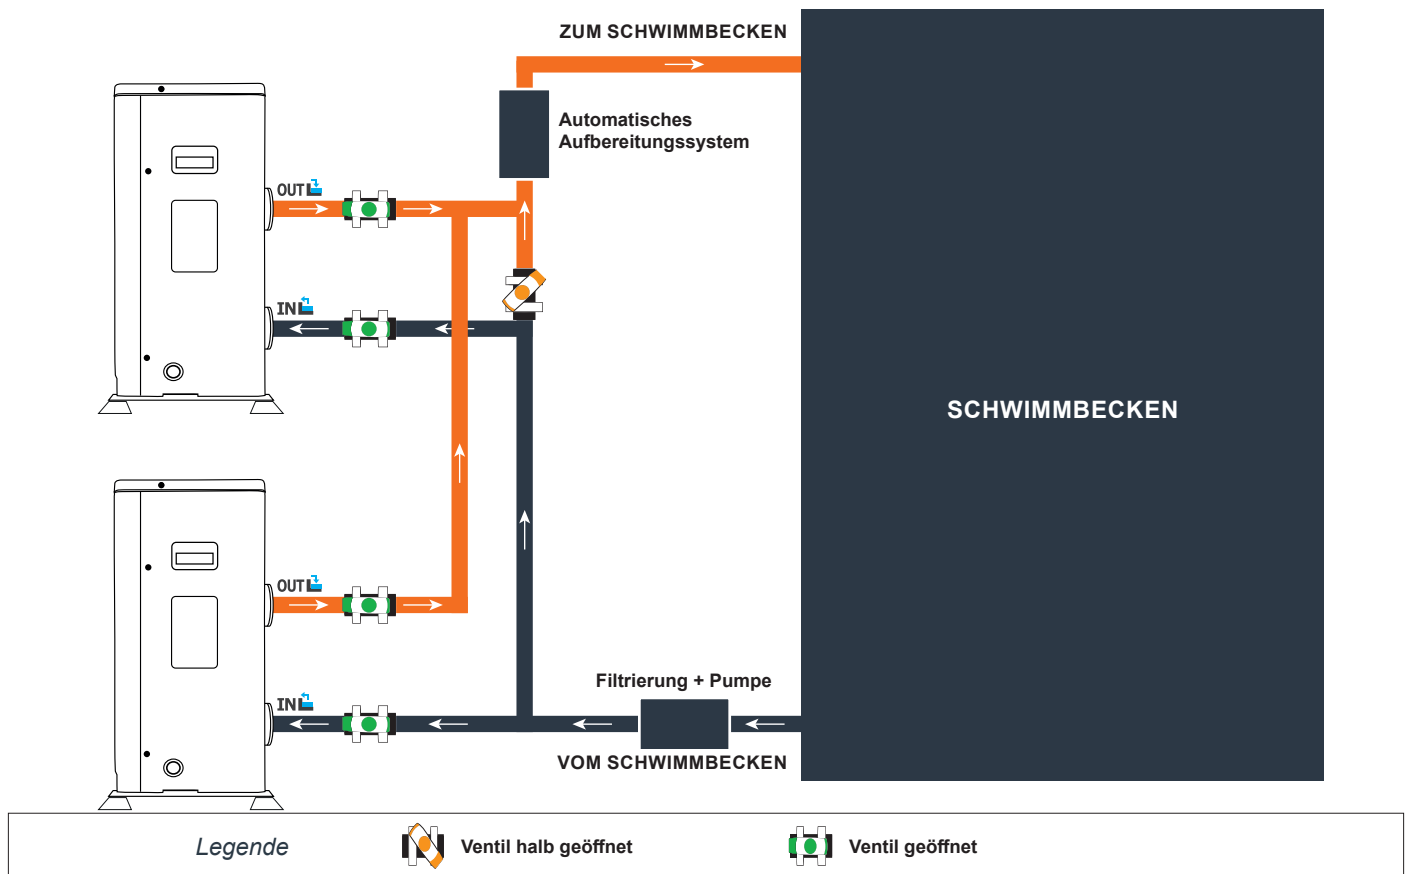 ZUM SCHWIMMBECKEN
Automatisches
Aufbereitungssystem
OUT
IN
SCHWIMMBECKEN
OUT
IN
Filtrierung + Pumpe
VOM SCHWIMMBECKEN
Legende
Ventil halb geöffnet
Ventil geöffnet